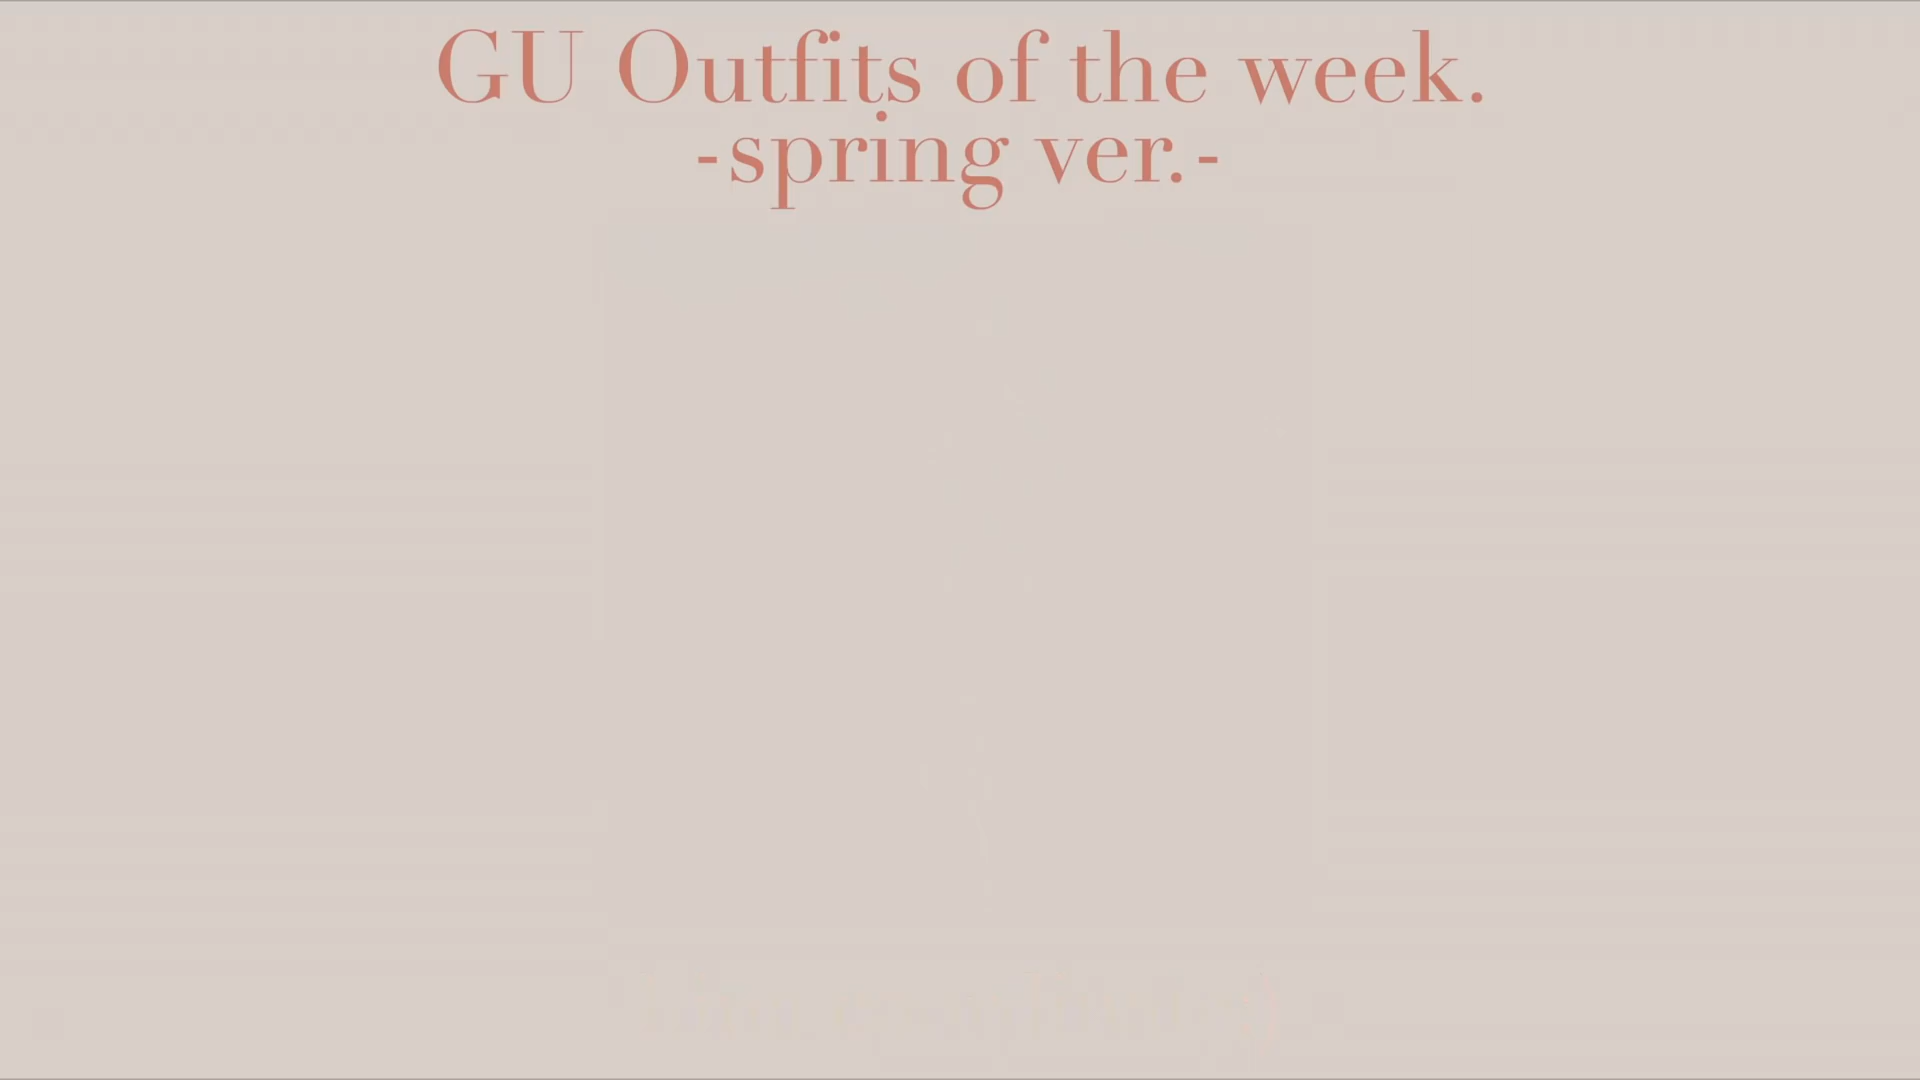 GU Outfits of the week.
-spring ver.-